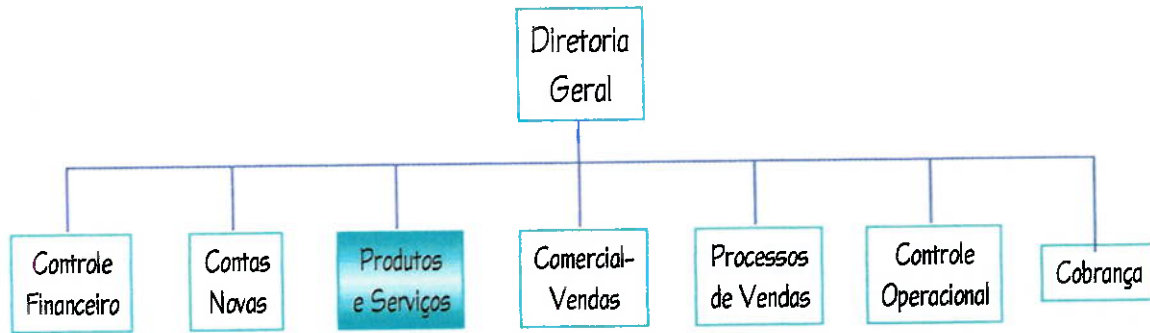 Diretoria
Geral
Controle
Financeiro
Contas
Novas
Produtos
e Serviços
Comercial-
Vendas
Processos
de Vendas
Controle
Operacional
Cobrança